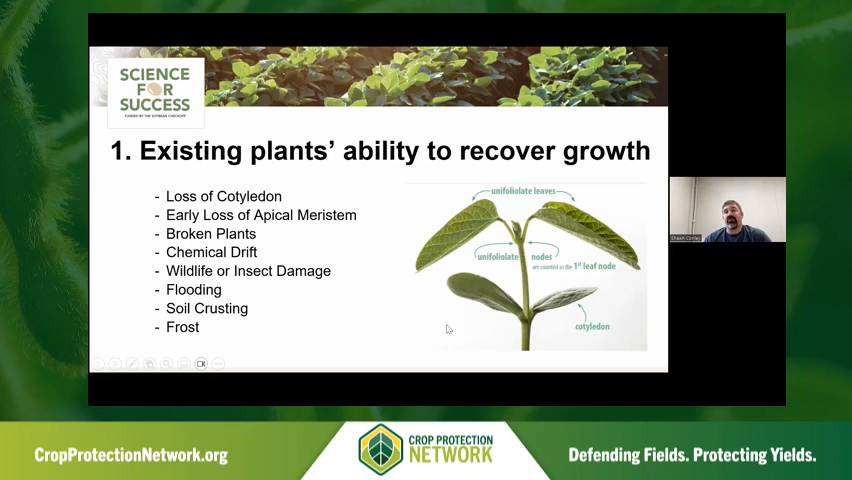 SCIENCE
FOR
SUCCESS
FUNDED BY THE SOYBEAN CHECKOFF
1. Existing plants' ability to recover growth
- Loss of Cotyledon
- Early Loss of Apical Meristem
- Broken Plants
- Chemical Drift
- Wildlife or Insect Damage
- Flooding
- Soil Crusting
- Frost
unifoliolate leaves
unifoliolate nodes
are counted as the 1st leaf node
cotyledon
Shawn Conley
CropProtectionNetwork.org
CROP PROTECTION
NETWORK
Defending Fields. Protecting Yields.